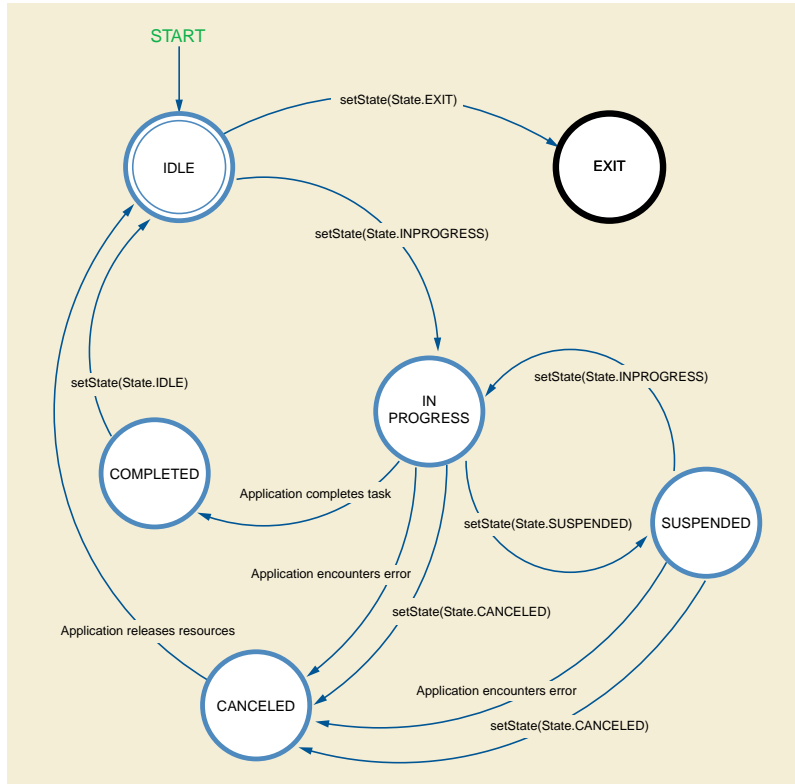 START
setState(State.EXIT)
IDLE
EXIT
setState(State.INPROGRESS)
setState(State.INPROGRESS)
setState(State.IDLE)
IN
PROGRESS
COMPLETED
Application completes task
setState(State.SUSPENDED)
SUSPENDED
Application encounters error
setState(State.CANCELED)
Application releases resources
CANCELED
Application encounters error
setState(State.CANCELED)